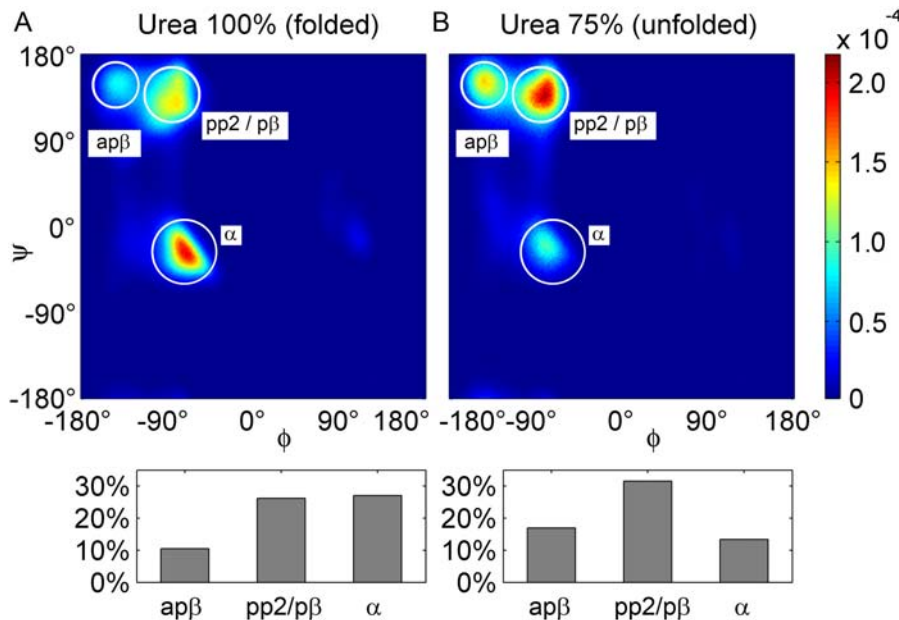 A Urea 100% (folded)
B Urea 75% (unfolded)
x 10⁻⁴
180°
90°
0°
-90°
-180°
ψ
apβ
pp2 / pβ
α
apβ
pp2 / pβ
α
2.0
1.5
1.0
0.5
0
-180° -90° 0° 90° 180°
ϕ
-180° -90° 0° 90° 180°
ϕ
30%
20%
10%
0%
apβ pp2/pβ α
30%
20%
10%
0%
apβ pp2/pβ α